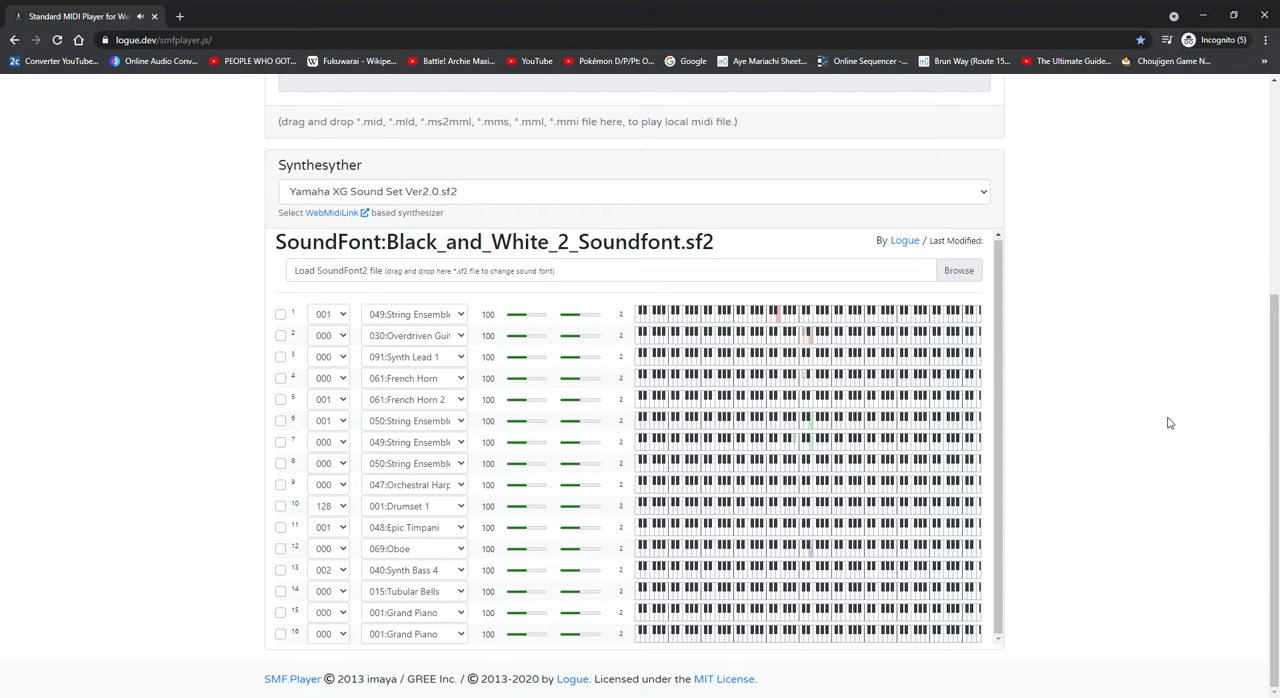 Standard MIDI Player for We
logue.dev/smfplayer.js/
Incognito (5)
Converter YouTube...
Online Audio Conv...
PEOPLE WHO GOT...
Fukuwarai - Wikipe...
Battle! Archie Maxi...
YouTube
Pokémon D/P/Pt: O...
Google
Aye Mariachi Sheet...
Online Sequencer -...
Brun Way (Route 15...
The Ultimate Guide...
Choujigen Game N...
(drag and drop *.mid, *.mld, *.ms2mml, *.mms, *.mml, *.mmi file here, to play local midi file.)
Synthesyther
Yamaha XG Sound Set Ver2.0.sf2
Select WebMidiLink based synthesizer
SoundFont:Black_and_White_2_Soundfont.sf2
By Logue / Last Modified:
Load SoundFont2 file (drag and drop here *.sf2 file to change sound font) Browse
1 001 049:String Ensembl 100 2
2 000 030:Overdriven Gui 100 2
3 000 091:Synth Lead 1 100 2
4 000 061:French Horn 100 2
5 001 061:French Horn 2 100 2
6 001 050:String Ensembl 100 2
7 000 049:String Ensembl 100 2
8 000 050:String Ensembl 100 2
9 000 047:Orchestral Harp 100 2
10 128 001:Drumset 1 100 2
11 001 048:Epic Timpani 100 2
12 000 069:Oboe 100 2
13 002 040:Synth Bass 4 100 2
14 000 015:Tubular Bells 100 2
15 000 001:Grand Piano 100 2
16 000 001:Grand Piano 100 2
SMF.Player © 2013 imaya / GREE Inc. / © 2013-2020 by Logue. Licensed under the MIT License.